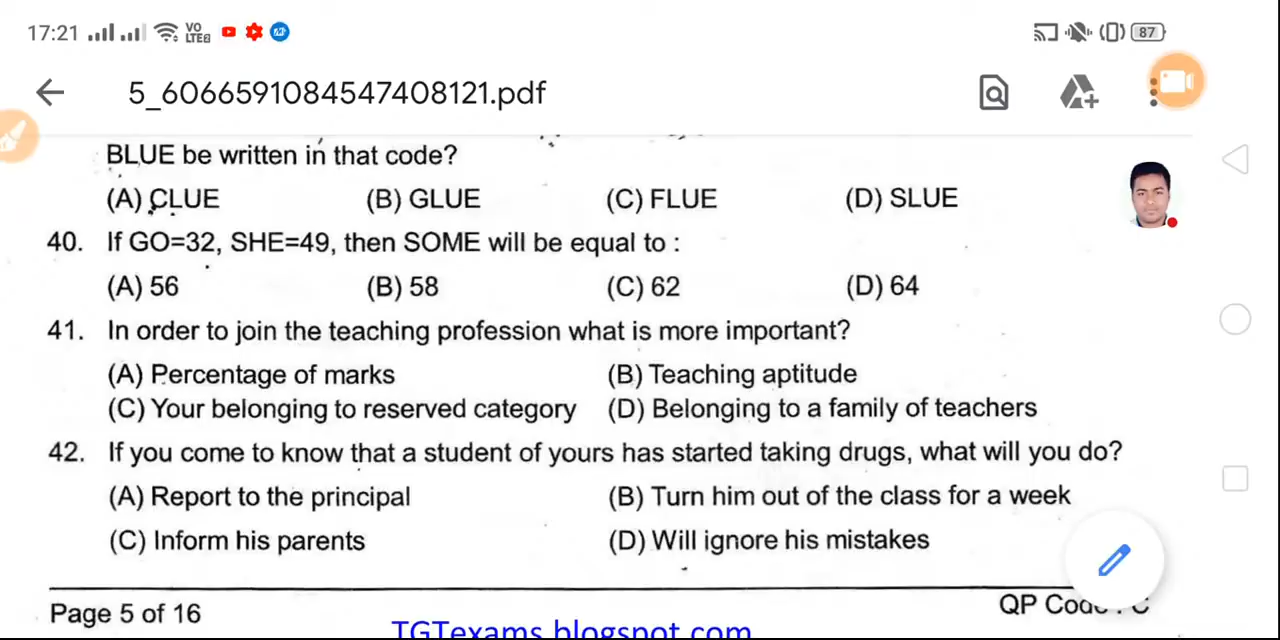 17:21 VO LTE2 87
5_6066591084547408121.pdf
BLUE be written in that code?
(A) CLUE (B) GLUE (C) FLUE (D) SLUE
40. If GO=32, SHE=49, then SOME will be equal to :
(A) 56 (B) 58 (C) 62 (D) 64
41. In order to join the teaching profession what is more important?
(A) Percentage of marks (B) Teaching aptitude
(C) Your belonging to reserved category (D) Belonging to a family of teachers
42. If you come to know that a student of yours has started taking drugs, what will you do?
(A) Report to the principal (B) Turn him out of the class for a week
(C) Inform his parents (D) Will ignore his mistakes
Page 5 of 16 QP Code : C
TGTexams.blogspot.com